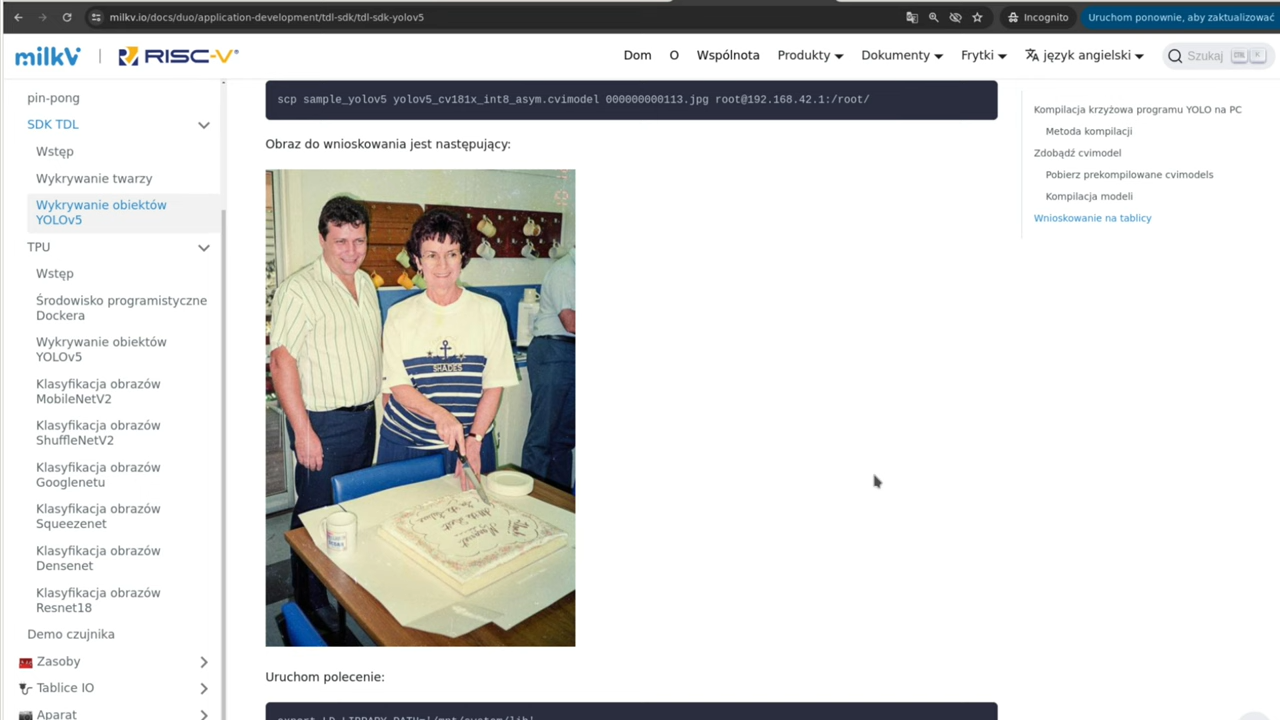 milkv.io/docs/duo/application-development/tdl-sdk/tdl-sdk-yolov5
Incognito
Uruchom ponownie, aby zaktualizować
milkV
RISC-V
Dom
O
Wspólnota
Produkty
Dokumenty
Frytki
język angielski
Szukaj
pin-pong
SDK TDL
Wstęp
Wykrywanie twarzy
Wykrywanie obiektów
YOLOv5
TPU
Wstęp
Środowisko programistyczne
Dockera
Wykrywanie obiektów
YOLOv5
Klasyfikacja obrazów
MobileNetV2
Klasyfikacja obrazów
ShuffleNetV2
Klasyfikacja obrazów
Googlenetu
Klasyfikacja obrazów
Squeezenet
Klasyfikacja obrazów
Densenet
Klasyfikacja obrazów
Resnet18
Demo czujnika
Zasoby
Tablice IO
Aparat
scp sample_yolov5 yolov5_cv181x_int8_asym.cvimodel 000000000113.jpg root@192.168.42.1:/root/
Obraz do wnioskowania jest następujący:
SHADES
Uruchom polecenie:
export LD_LIBRARY_PATH='/mnt/system/lib'
Kompilacja krzyżowa programu YOLO na PC
Metoda kompilacji
Zdobądź cvimodel
Pobierz prekompilowane cvimodels
Kompilacja modeli
Wnioskowanie na tablicy